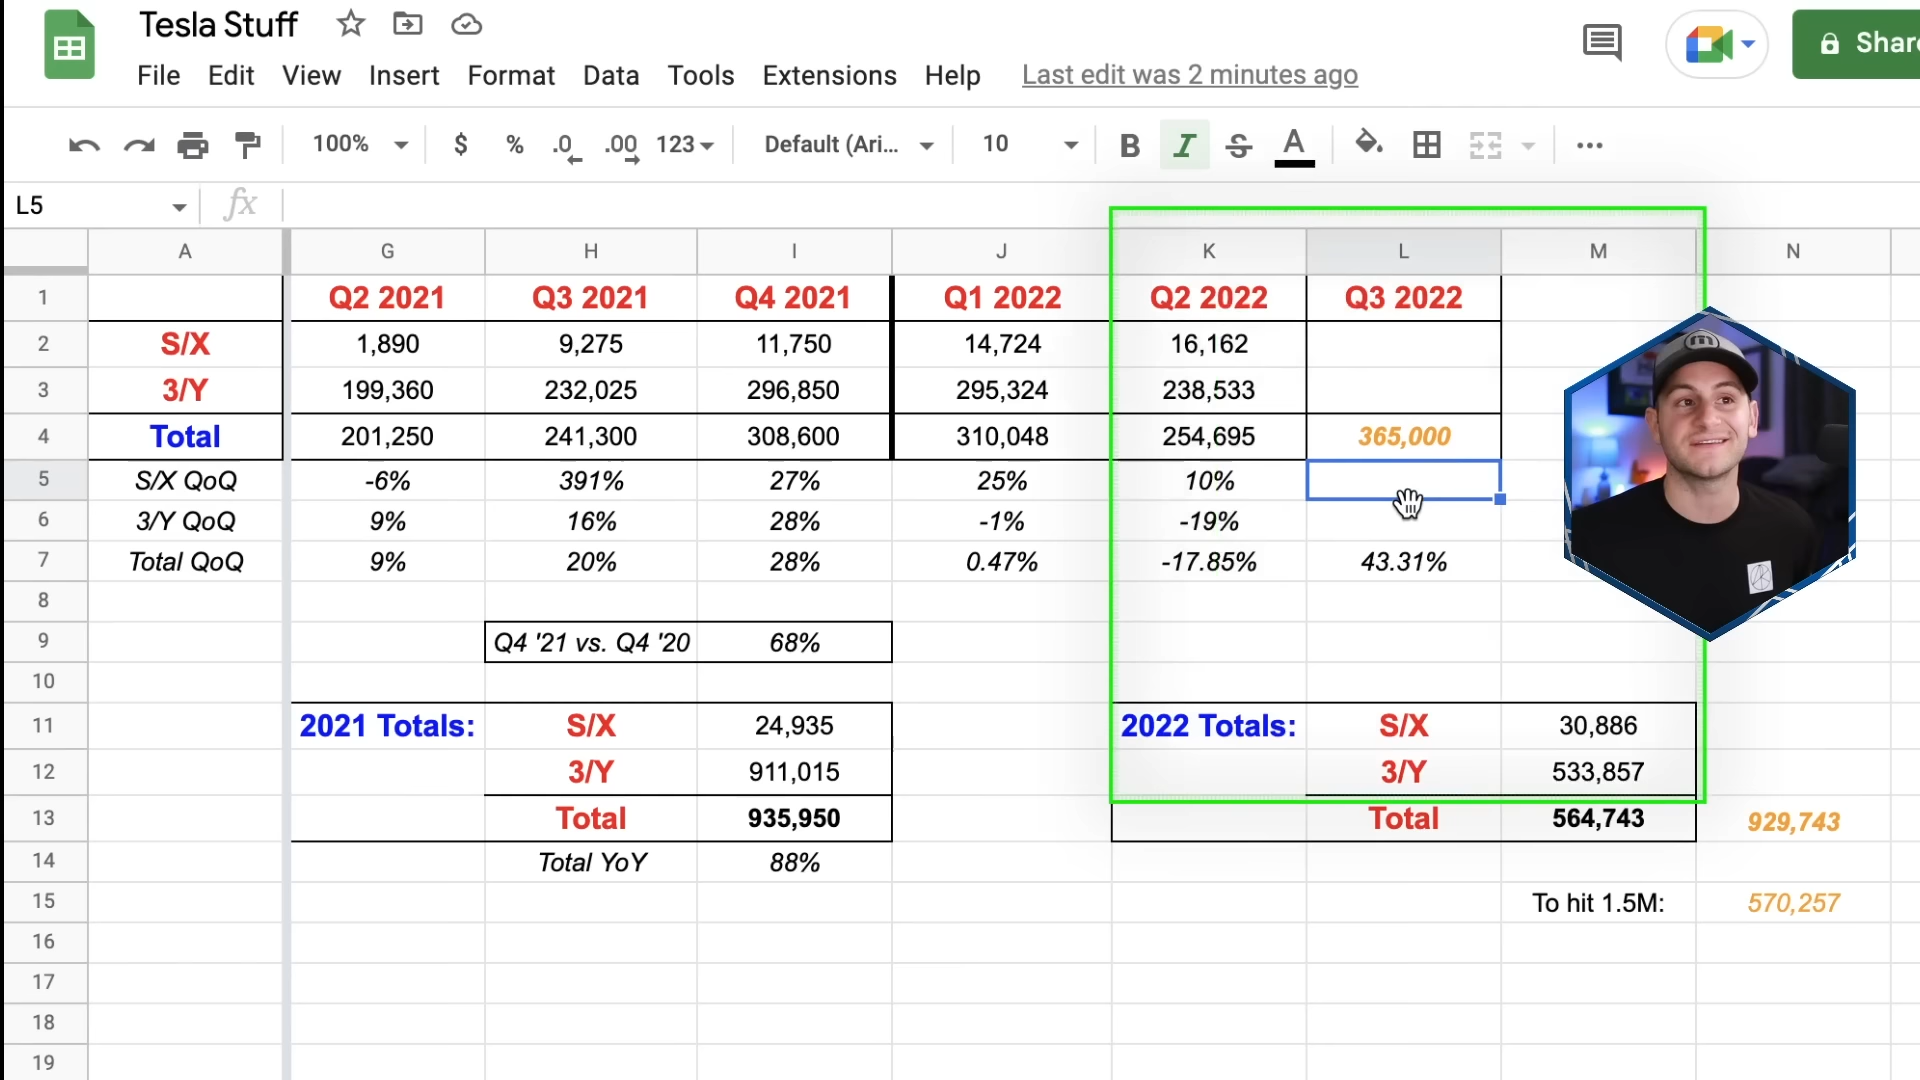 Tesla Stuff
File Edit View Insert Format Data Tools Extensions Help Last edit was 2 minutes ago
Shar
100% $ % .0 .00 123 Default (Ari... 10 B I S A
L5 fx
A G H I J K L M N
1 Q2 2021 Q3 2021 Q4 2021 Q1 2022 Q2 2022 Q3 2022
2 S/X 1,890 9,275 11,750 14,724 16,162
3 3/Y 199,360 232,025 296,850 295,324 238,533
4 Total 201,250 241,300 308,600 310,048 254,695 365,000
5 S/X QoQ -6% 391% 27% 25% 10%
6 3/Y QoQ 9% 16% 28% -1% -19%
7 Total QoQ 9% 20% 28% 0.47% -17.85% 43.31%
8
9 Q4 '21 vs. Q4 '20 68%
10
11 2021 Totals: S/X 24,935 2022 Totals: S/X 30,886
12 3/Y 911,015 3/Y 533,857
13 Total 935,950 Total 564,743 929,743
14 Total YoY 88%
15 To hit 1.5M: 570,257
16
17
18
19